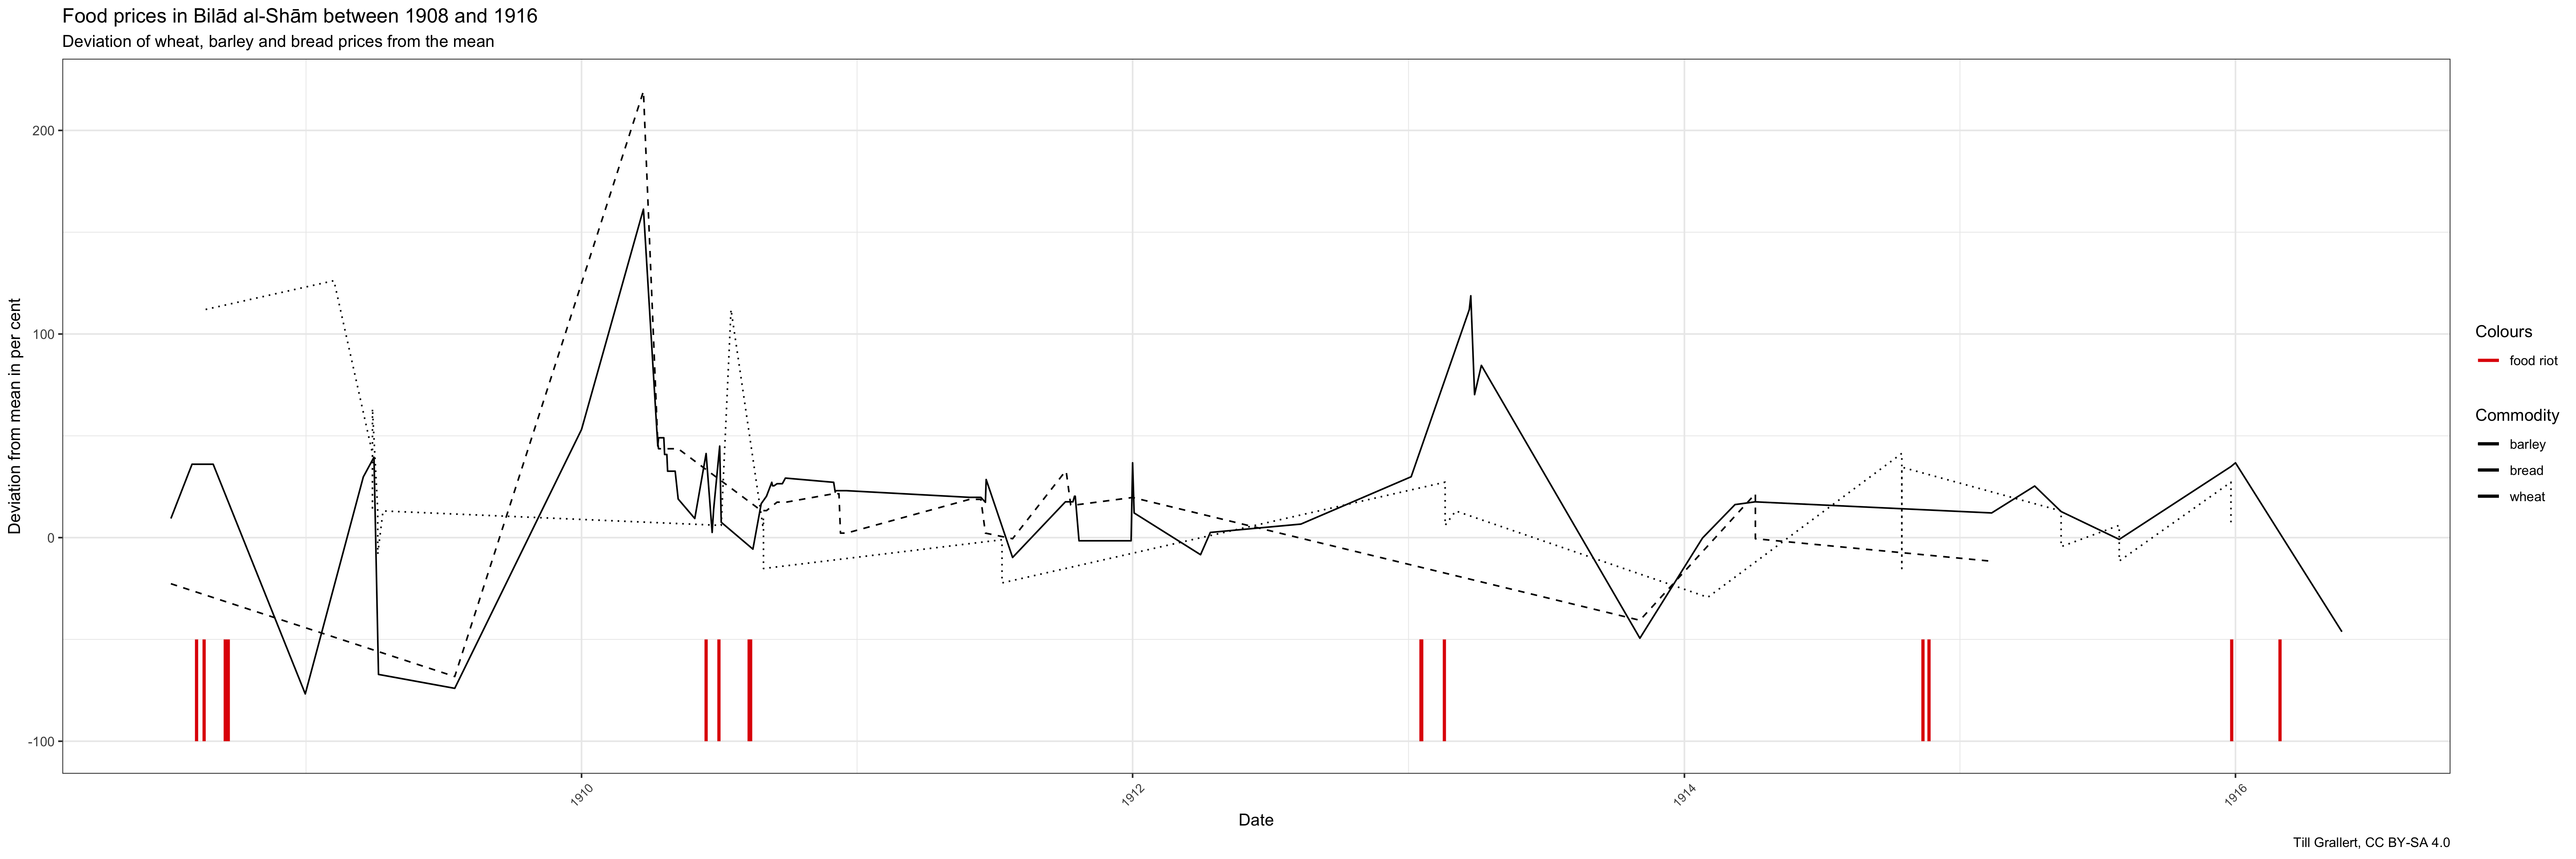 Food prices in Bilād al-Shām between 1908 and 1916
Deviation of wheat, barley and bread prices from the mean
Deviation from mean in per cent
200
100
0
-100
1910
1912
1914
1916
Date
Colours
food riot
Commodity
barley
bread
wheat
Till Grallert, CC BY-SA 4.0